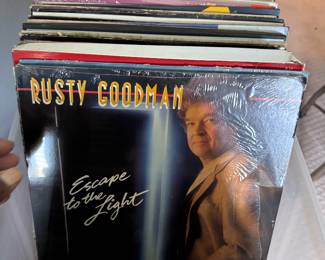 RUSTY GOODMAN
Escape
to the
Light